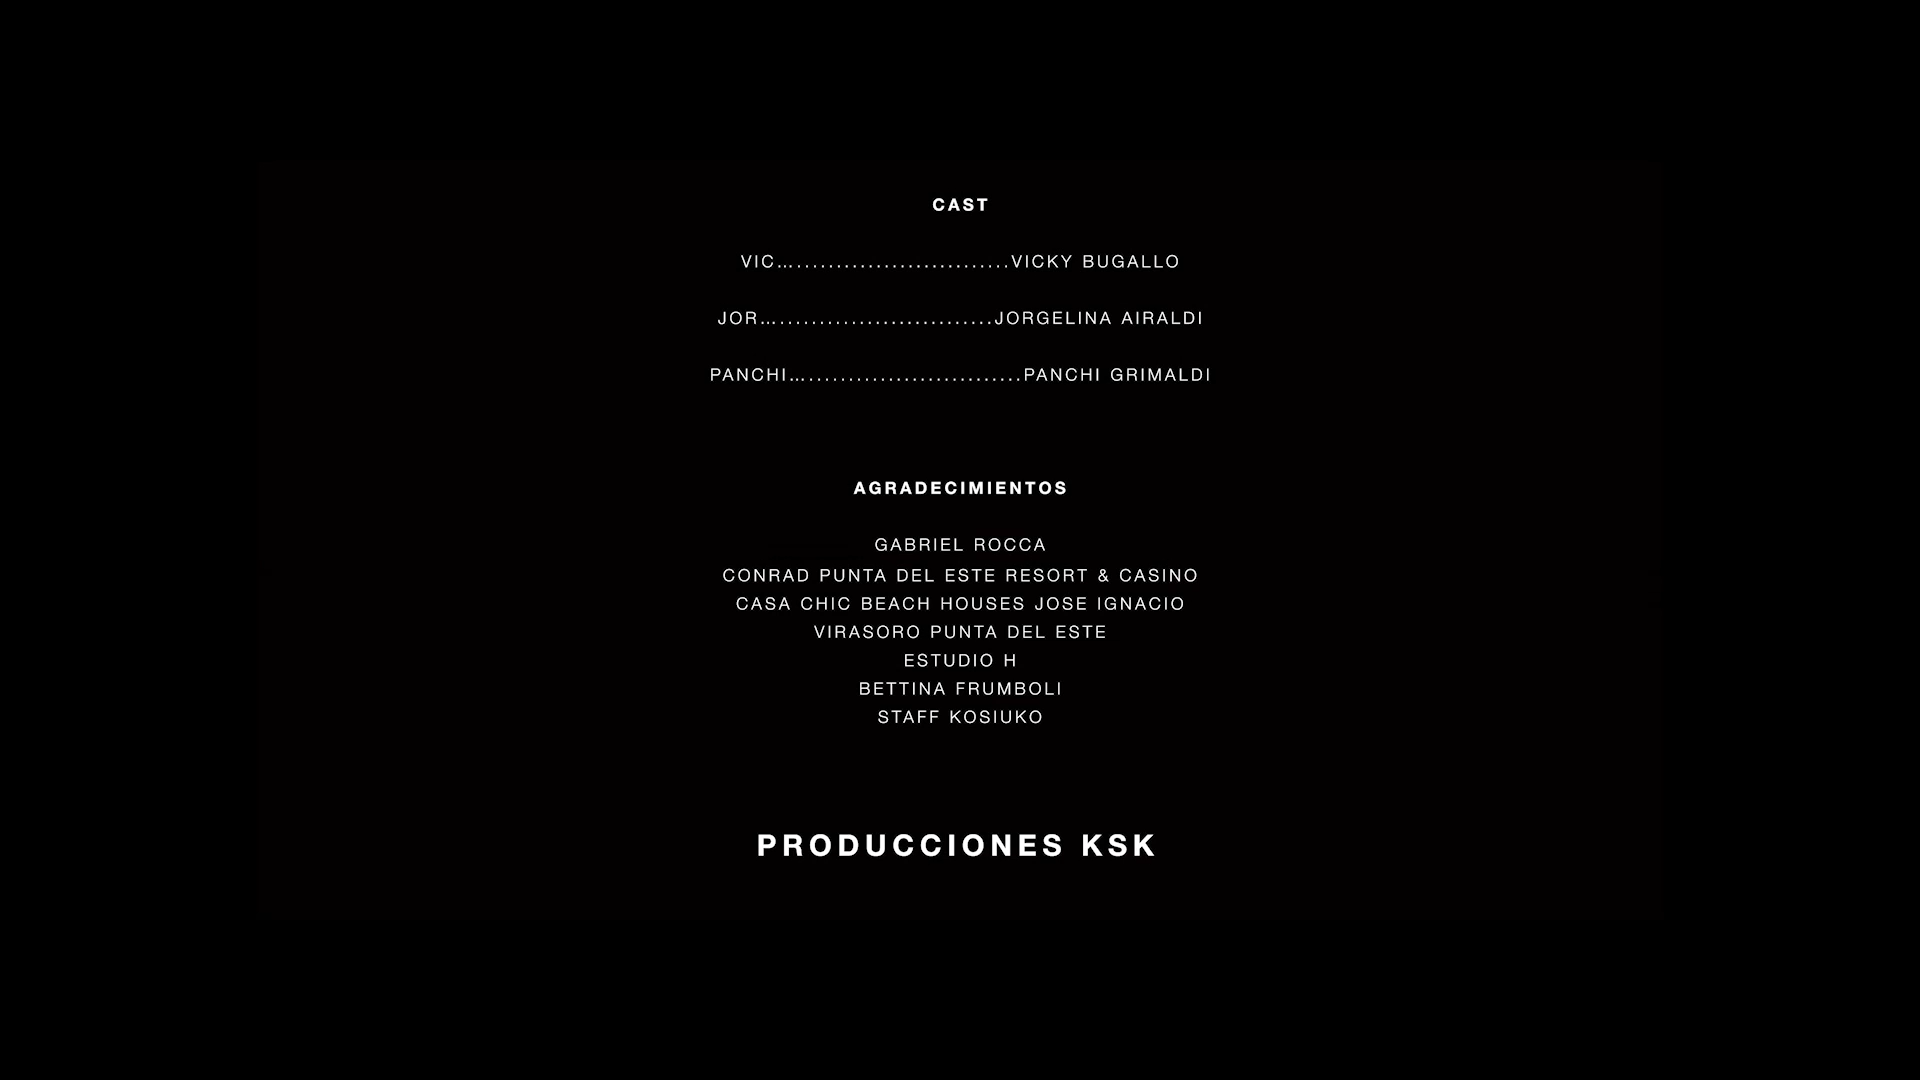 CAST
VIC.............................VICKY BUGALLO
JOR.............................JORGELINA AIRALDI
PANCHI.............................PANCHI GRIMALDI
AGRADECIMIENTOS
GABRIEL ROCCA
CONRAD PUNTA DEL ESTE RESORT & CASINO
CASA CHIC BEACH HOUSES JOSE IGNACIO
VIRASORO PUNTA DEL ESTE
ESTUDIO H
BETTINA FRUMBOLI
STAFF KOSIUKO
PRODUCCIONES KSK